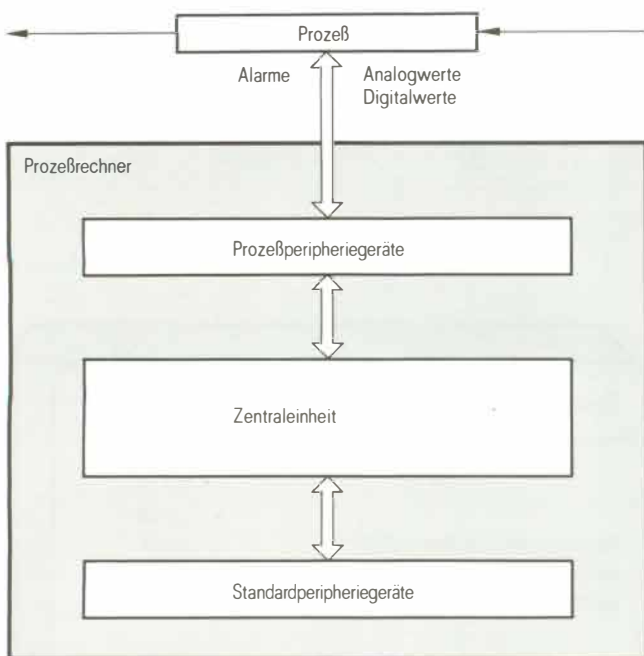 Prozeß
Alarme
Analogwerte
Digitalwerte
Prozeßrechner
Prozeßperipheriegeräte
Zentraleinheit
Standardperipheriegeräte